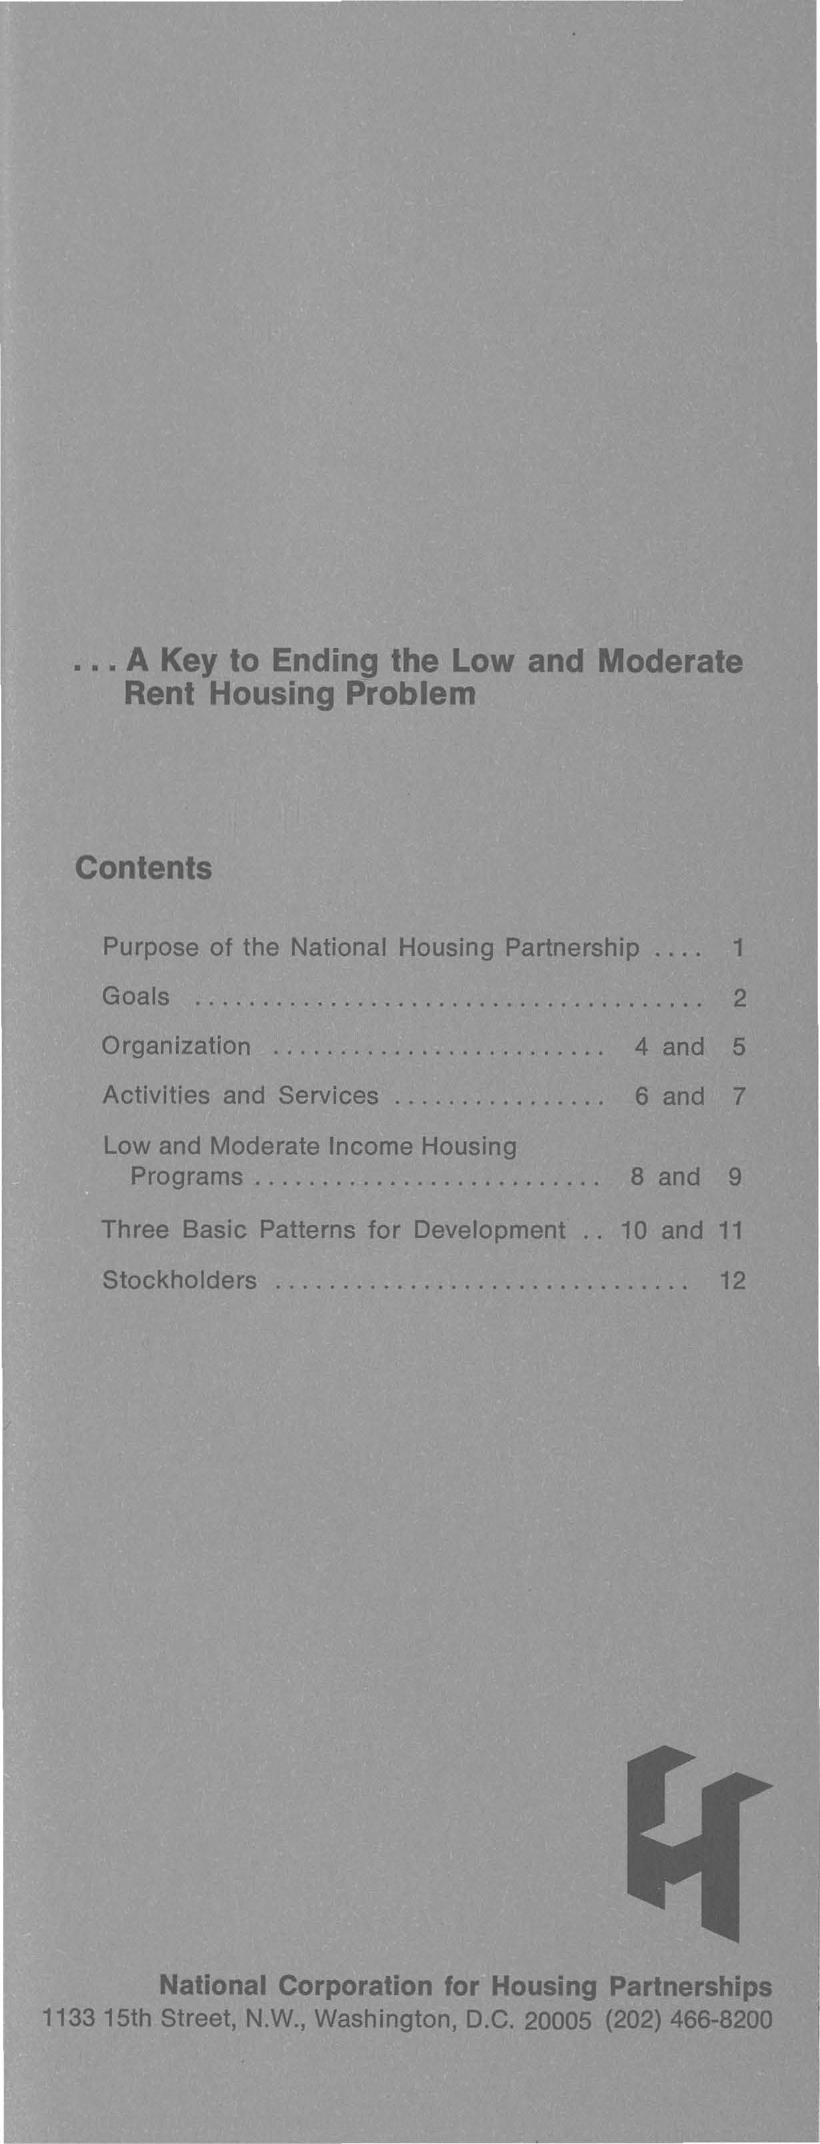 ... A Key to Ending the Low and Moderate
Rent Housing Problem
Contents
Purpose of the National Housing Partnership .... 1
Goals ...................................... 2
Organization ......................... 4 and 5
Activities and Services ................ 6 and 7
Low and Moderate Income Housing
Programs .......................... 8 and 9
Three Basic Patterns for Development .. 10 and 11
Stockholders ............................... 12
National Corporation for Housing Partnerships
1133 15th Street, N.W., Washington, D.C. 20005 (202) 466-8200